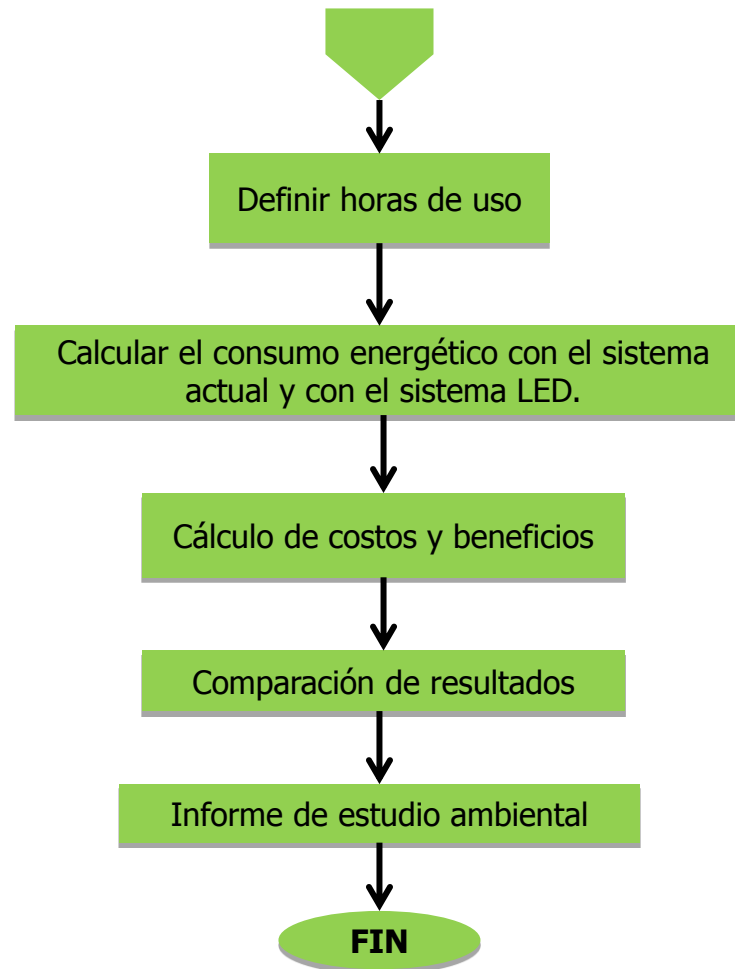 Definir horas de uso
Calcular el consumo energético con el sistema
actual y con el sistema LED.
Cálculo de costos y beneficios
Comparación de resultados
Informe de estudio ambiental
FIN